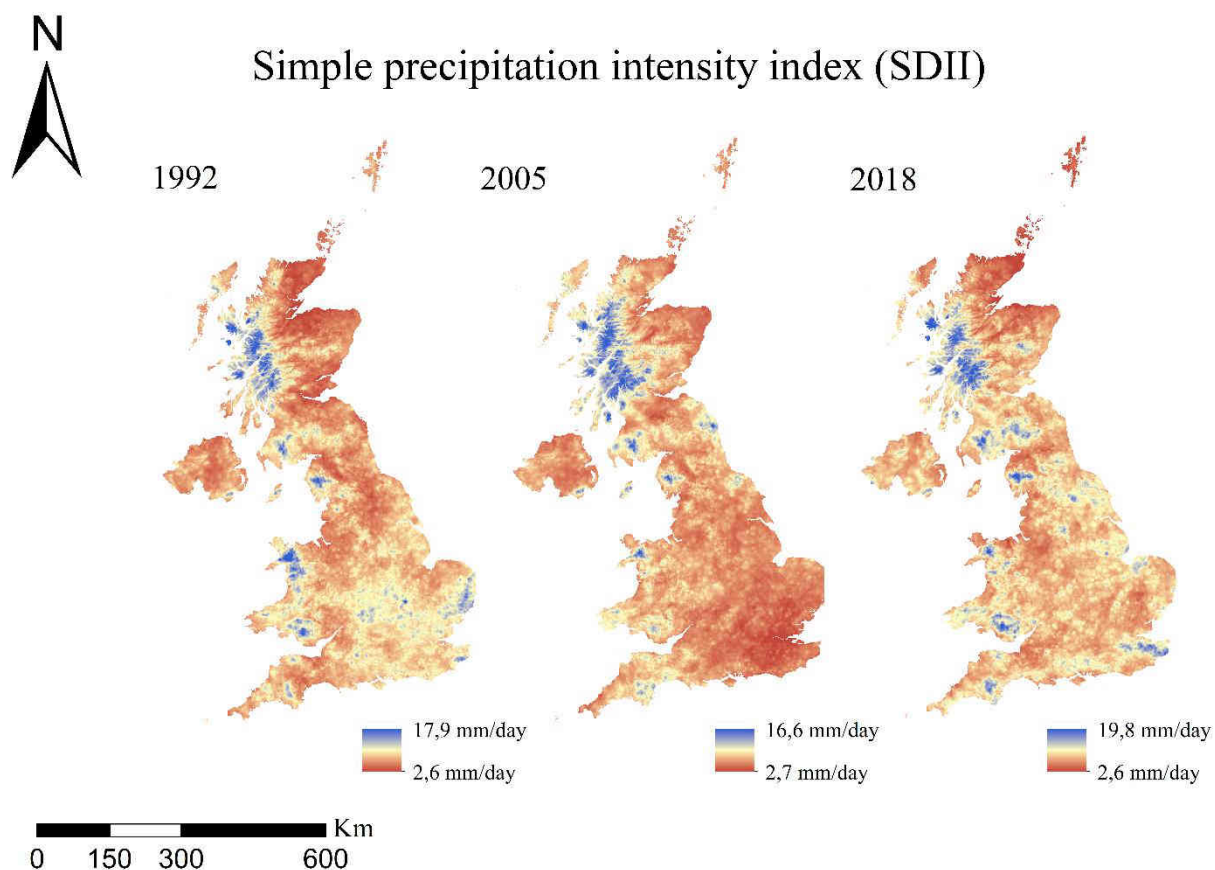 N
Simple precipitation intensity index (SDII)
1992
2005
2018
17,9 mm/day
2,6 mm/day
16,6 mm/day
2,7 mm/day
19,8 mm/day
2,6 mm/day
Km
0 150 300 600